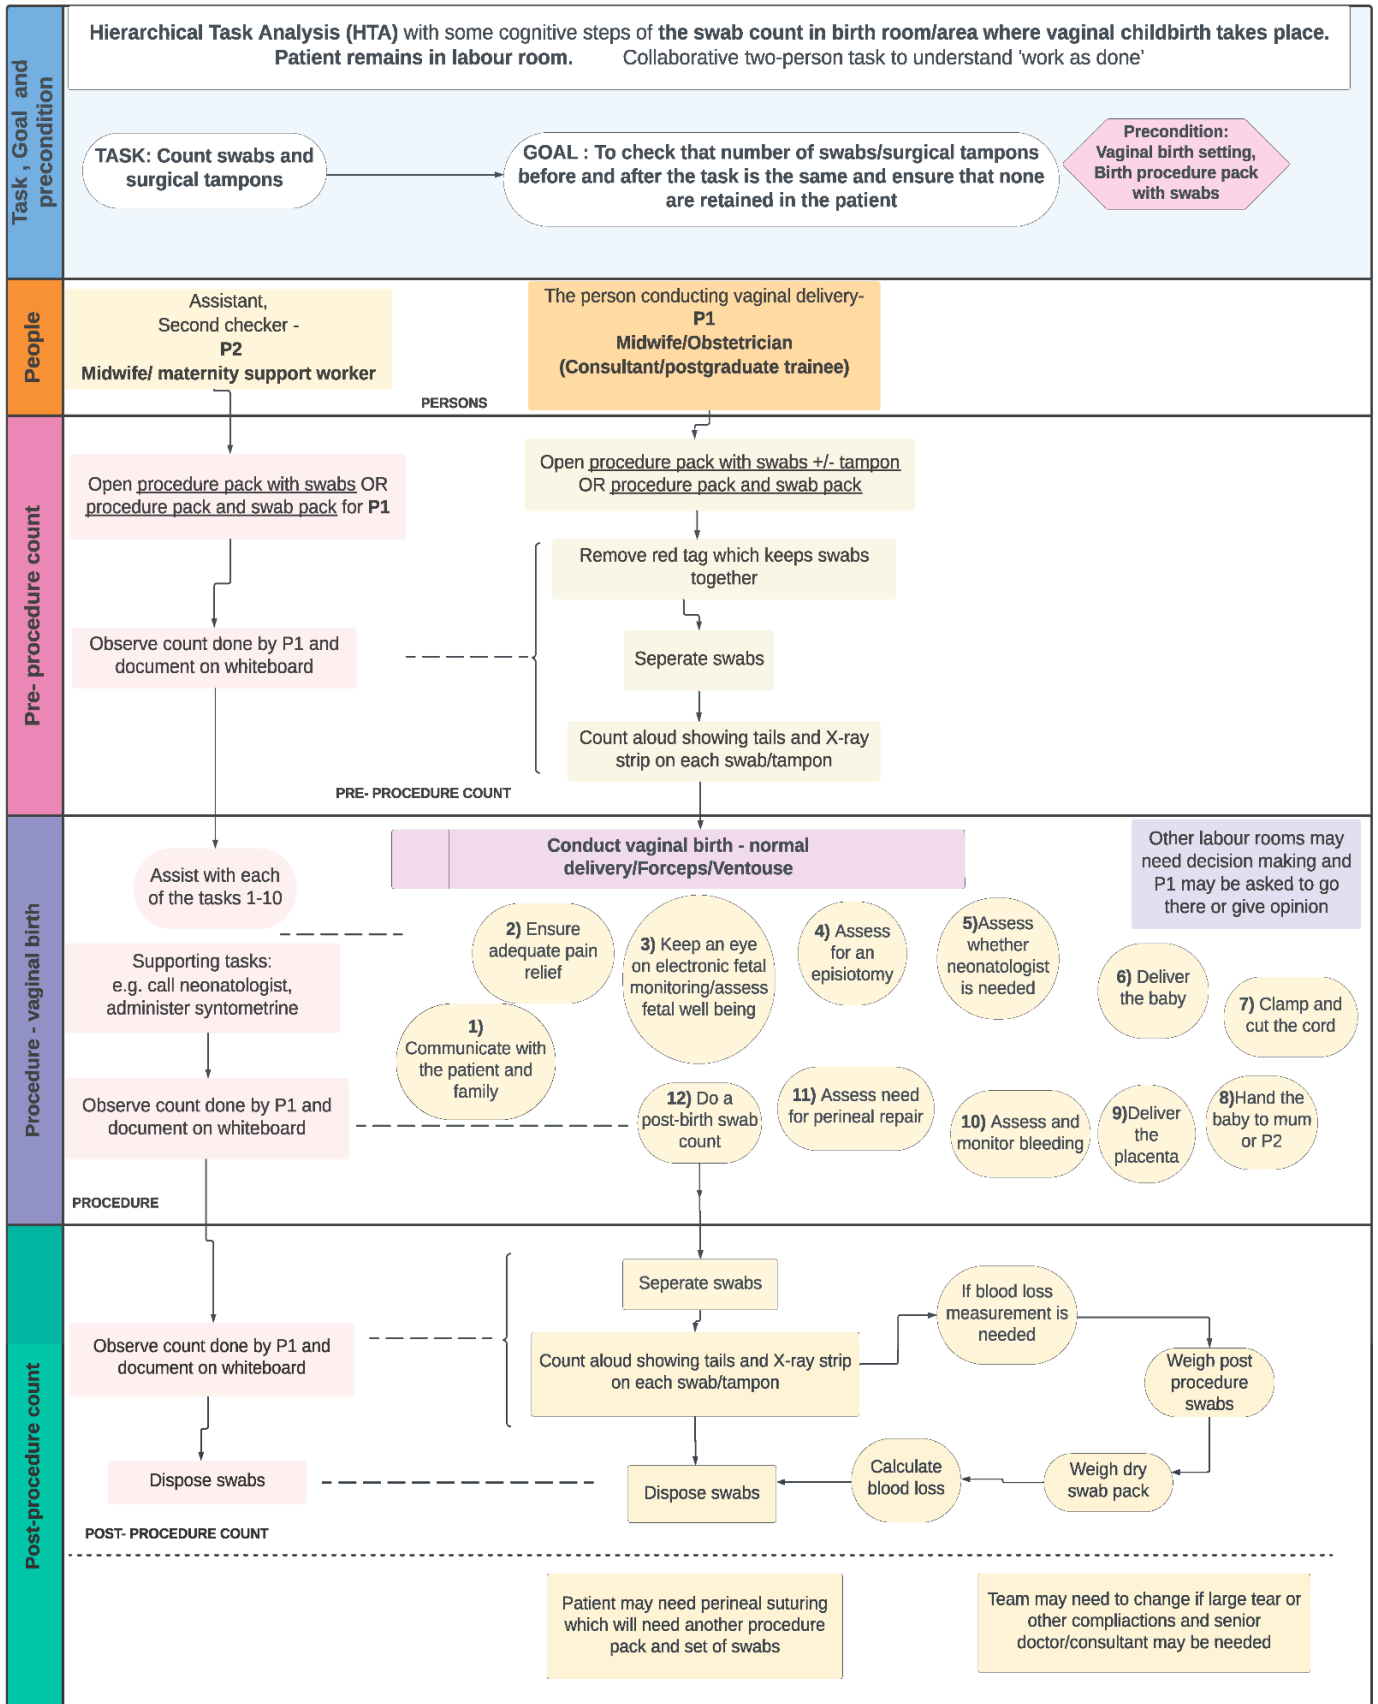 Hierarchical Task Analysis (HTA) with some cognitive steps of the swab count in birth room/area where vaginal childbirth takes place.
Patient remains in labour room. Collaborative two-person task to understand 'work as done'
Task , Goal and
precondition
TASK: Count swabs and
surgical tampons
GOAL : To check that number of swabs/surgical tampons
before and after the task is the same and ensure that none
are retained in the patient
Precondition:
Vaginal birth setting,
Birth procedure pack
with swabs
People
Assistant,
Second checker -
P2
Midwife/ maternity support worker
The person conducting vaginal delivery-
P1
Midwife/Obstetrician
(Consultant/postgraduate trainee)
PERSONS
Pre- procedure count
Open procedure pack with swabs OR
procedure pack and swab pack for P1
Open procedure pack with swabs +/- tampon
OR procedure pack and swab pack
Remove red tag which keeps swabs
together
Observe count done by P1 and
document on whiteboard
Seperate swabs
Count aloud showing tails and X-ray
strip on each swab/tampon
PRE- PROCEDURE COUNT
Procedure - vaginal birth
Conduct vaginal birth - normal
delivery/Forceps/Ventouse
Other labour rooms may
need decision making and
P1 may be asked to go
there or give opinion
Assist with each
of the tasks 1-10
Supporting tasks:
e.g. call neonatologist,
administer syntometrine
Observe count done by P1 and
document on whiteboard
1)
Communicate with
the patient and
family
2) Ensure
adequate pain
relief
3) Keep an eye
on electronic fetal
monitoring/assess
fetal well being
4) Assess
for an
episiotomy
5)Assess
whether
neonatologist
is needed
6) Deliver
the baby
7) Clamp and
cut the cord
8)Hand the
baby to mum
or P2
9)Deliver
the
placenta
10) Assess and
monitor bleeding
11) Assess need
for perineal repair
12) Do a
post-birth swab
count
PROCEDURE
Post-procedure count
Seperate swabs
Observe count done by P1 and
document on whiteboard
Count aloud showing tails and X-ray strip
on each swab/tampon
If blood loss
measurement is
needed
Weigh post
procedure
swabs
Weigh dry
swab pack
Calculate
blood loss
Dispose swabs
Dispose swabs
POST- PROCEDURE COUNT
Patient may need perineal suturing
which will need another procedure
pack and set of swabs
Team may need to change if large tear or
other compliactions and senior
doctor/consultant may be needed